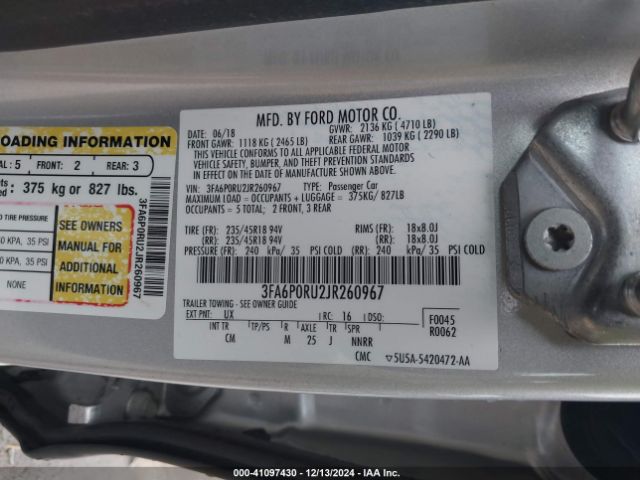 MFD. BY FORD MOTOR CO.
06/18
GVWR: 2136 KG ( 4710 LB)
FRONT GAWR: 1118 KG ( 2465 LB)
REAR GAWR: 1039 KG ( 2290 LB)
THIS VEHICLE CONFORMS TO ALL
APPLICABLE FEDERAL MOTOR
VEHICLE SAFETY, BUMPER, AND THEFT PREVENTION STANDARDS
IN EFFECT ON THE DATE OF MANUFACTURE SHOWN ABOVE.
VIN: 3FA6P0RU2JR260967 TYPE: Passenger Car
MAXIMUM LOAD = OCCUPANTS + LUGGAGE = 375KG/ 827LB
OCCUPANTS = 5 TOTAL; 2 FRONT, 3 REAR
TIRE (FR): 235/45R18 94V RIMS (FR): 18x8.0J
(RR): 235/45R18 94V (RR): 18x8.0J
PRESSURE (FR): 240 kPa/ 35 PSI COLD (RR): 240 kPa/ 35 PSI COLD
3FA6P0RU2JR260967
TRAILER TOWING - SEE OWNER GUIDE
EXT PNT: UX RC: 16 DSO: F0045
INT TR TP/PS R AXLE TR SPR R0062
CM M 25 J NNRR
CMC 5U5A-5420472-AA
OADING INFORMATION
AL: 5 FRONT: 2 REAR: 3
375 kg or 827 lbs.
TIRE PRESSURE
KPA, 35 PSI
KPA, 35 PSI
NONE
SEE OWNERS
MANUAL FOR
ADDITIONAL
INFORMATION
3FA6P0RU2JR260967
000-41097430 - 12/13/2024 - IAA Inc.